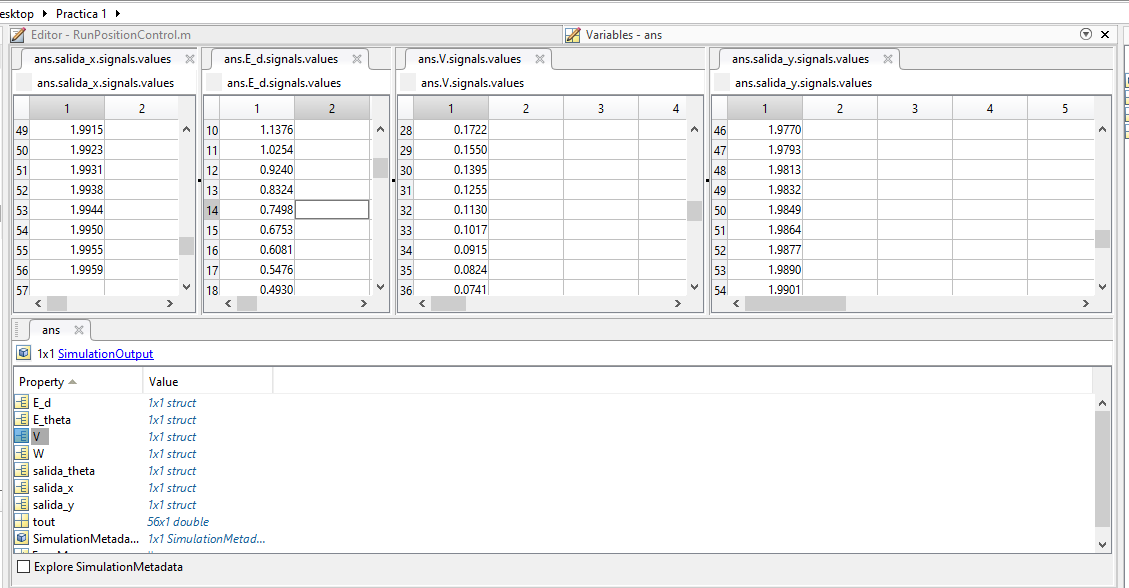 esktop Practica 1
Editor - RunPositionControl.m Variables - ans
ans.salida_x.signals.values ans.E_d.signals.values ans.V.signals.values ans.salida_y.signals.values
ans.salida_x.signals.values ans.E_d.signals.values ans.V.signals.values ans.salida_y.signals.values
1 2 1 2 1 2 3 4 1 2 3 4 5
49 1.9915 10 1.1376 28 0.1722 46 1.9770
50 1.9923 11 1.0254 29 0.1550 47 1.9793
51 1.9931 12 0.9240 30 0.1395 48 1.9813
52 1.9938 13 0.8324 31 0.1255 49 1.9832
53 1.9944 14 0.7498 32 0.1130 50 1.9849
54 1.9950 15 0.6753 33 0.1017 51 1.9864
55 1.9955 16 0.6081 34 0.0915 52 1.9877
56 1.9959 17 0.5476 35 0.0824 53 1.9890
57 18 0.4930 36 0.0741 54 1.9901
ans
1x1 SimulationOutput
Property Value
E_d 1x1 struct
E_theta 1x1 struct
V 1x1 struct
W 1x1 struct
salida_theta 1x1 struct
salida_x 1x1 struct
salida_y 1x1 struct
tout 56x1 double
SimulationMetada... 1x1 SimulationMetad...
Explore SimulationMetadata